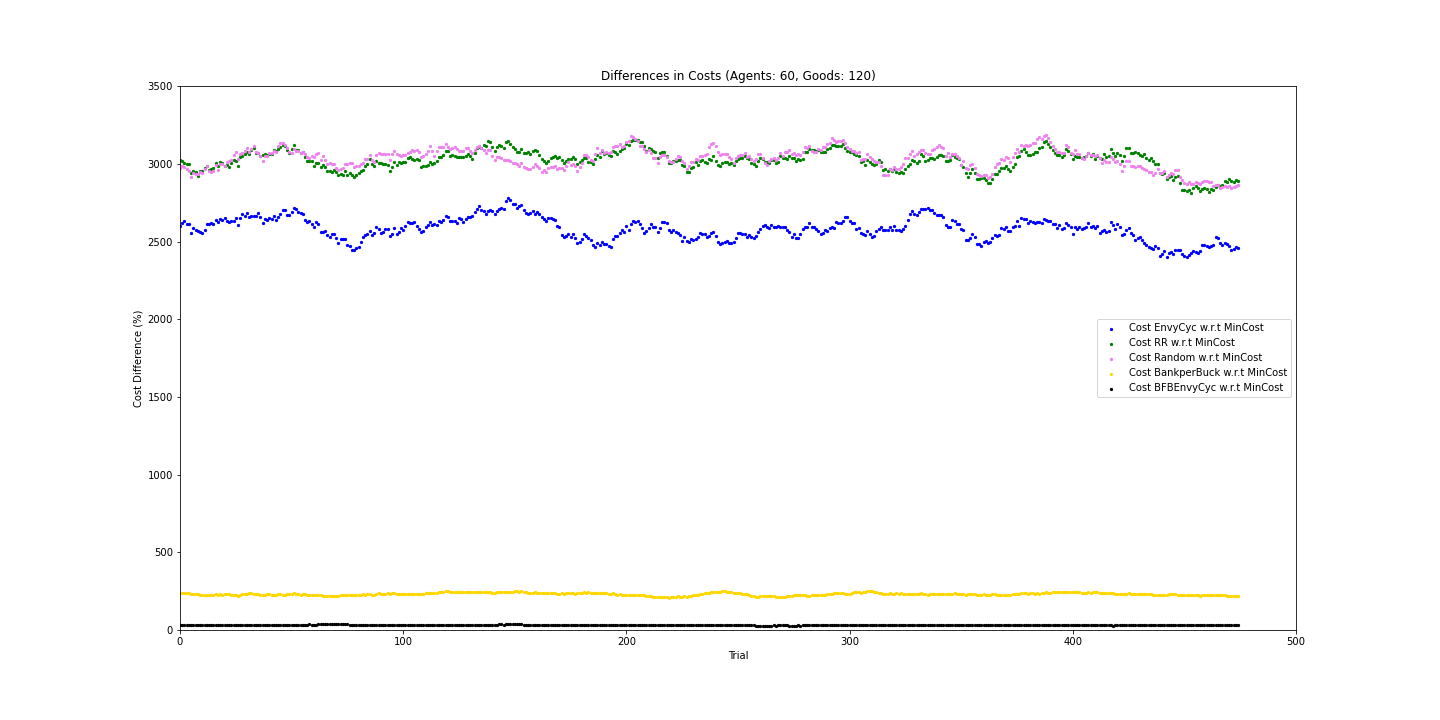 Differences in Costs (Agents: 60, Goods: 120)
3500
3000
2500
2000
1500
1000
500
0
Cost Difference (%)
Cost EnvyCyc w.r.t MinCost
Cost RR w.r.t MinCost
Cost Random w.r.t MinCost
Cost BankperBuck w.r.t MinCost
Cost BFBEnvyCyc w.r.t MinCost
0 100 200 300 400 500
Trial